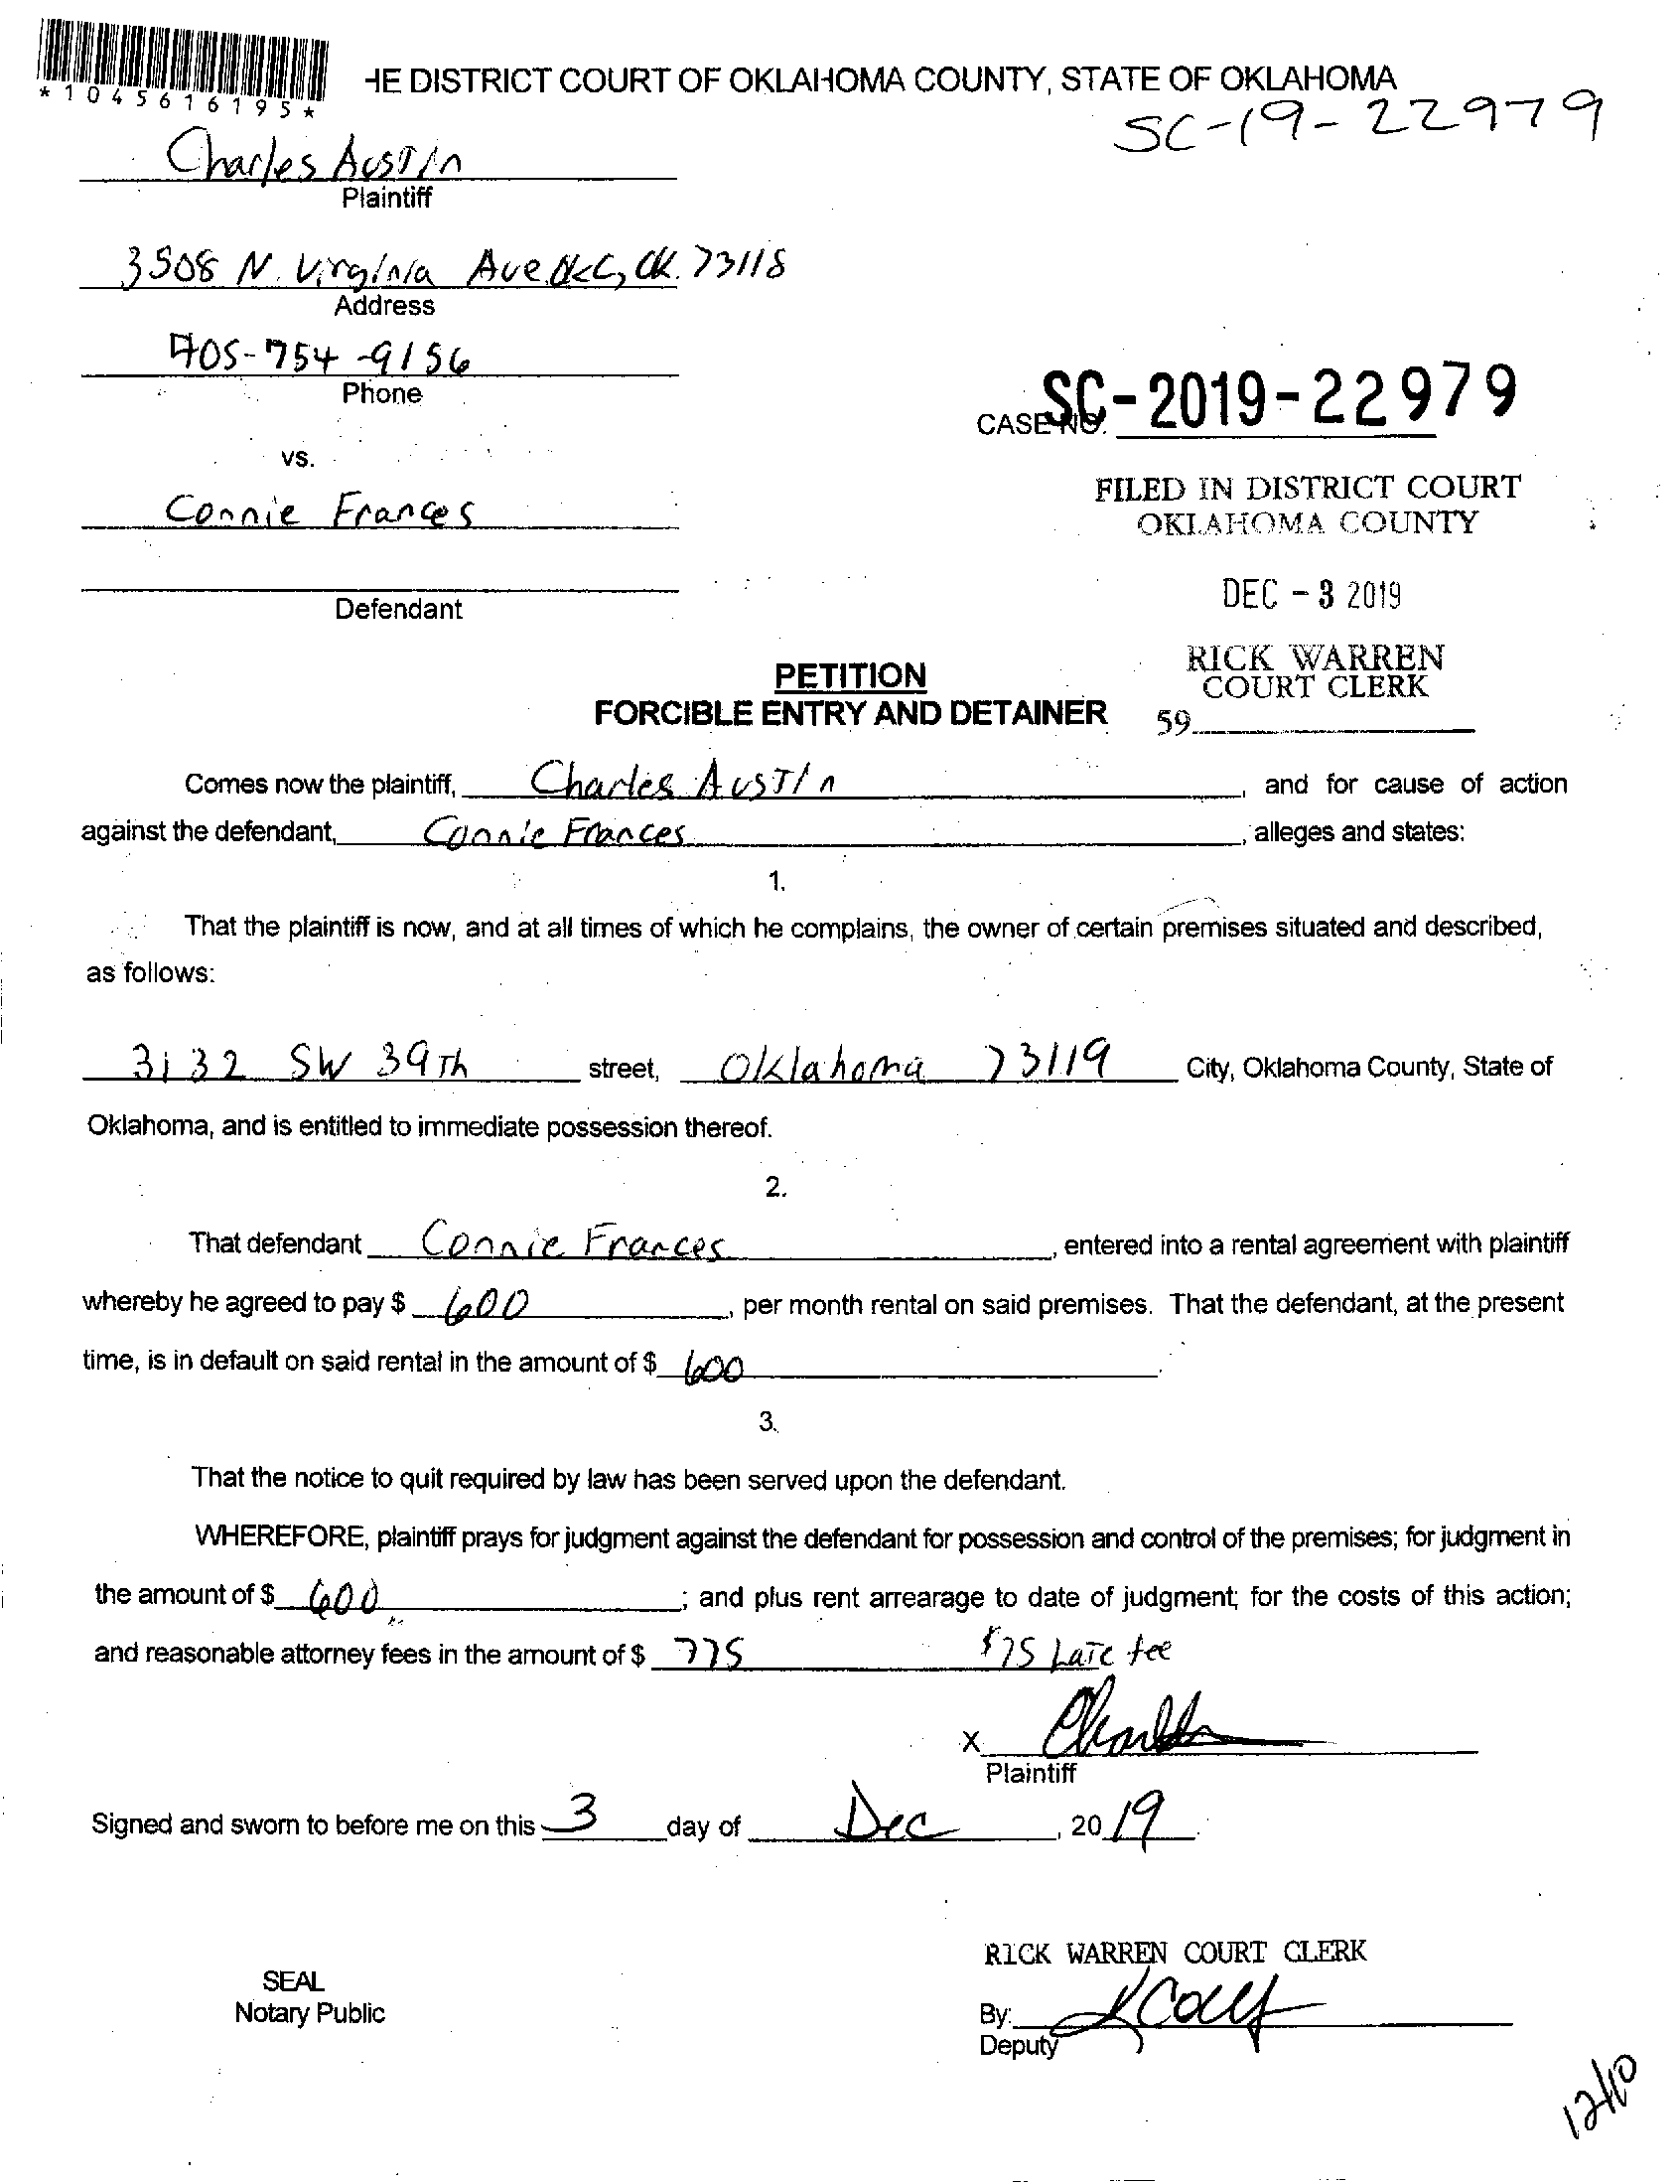 *1045616195*
HE DISTRICT COURT OF OKLAHOMA COUNTY, STATE OF OKLAHOMA
SC-19-22979
Charles Austin
Plaintiff
3508 N. Virginia Ave. OKC, OK. 73118
Address
405-754-9156
Phone
CASE NO. SC-2019-22979
vs.
Connie Frances
FILED IN DISTRICT COURT
OKLAHOMA COUNTY
Defendant
DEC - 3 2019
RICK WARREN
COURT CLERK
59
PETITION
FORCIBLE ENTRY AND DETAINER
Comes now the plaintiff, Charles Austin, and for cause of action
against the defendant, Connie Frances, alleges and states:
1.
That the plaintiff is now, and at all times of which he complains, the owner of certain premises situated and described,
as follows:
3132 SW 39Th street, Oklahoma 73119 City, Oklahoma County, State of
Oklahoma, and is entitled to immediate possession thereof.
2.
That defendant Connie Frances, entered into a rental agreement with plaintiff
whereby he agreed to pay $ 600, per month rental on said premises. That the defendant, at the present
time, is in default on said rental in the amount of $ 600.
3.
That the notice to quit required by law has been served upon the defendant.
WHEREFORE, plaintiff prays for judgment against the defendant for possession and control of the premises; for judgment in
the amount of $ 600; and plus rent arrearage to date of judgment; for the costs of this action;
and reasonable attorney fees in the amount of $ 775 $75 Late fee
X
Plaintiff
Signed and sworn to before me on this 3 day of Dec, 2019.
RICK WARREN COURT CLERK
SEAL
Notary Public
By:
Deputy
12/10